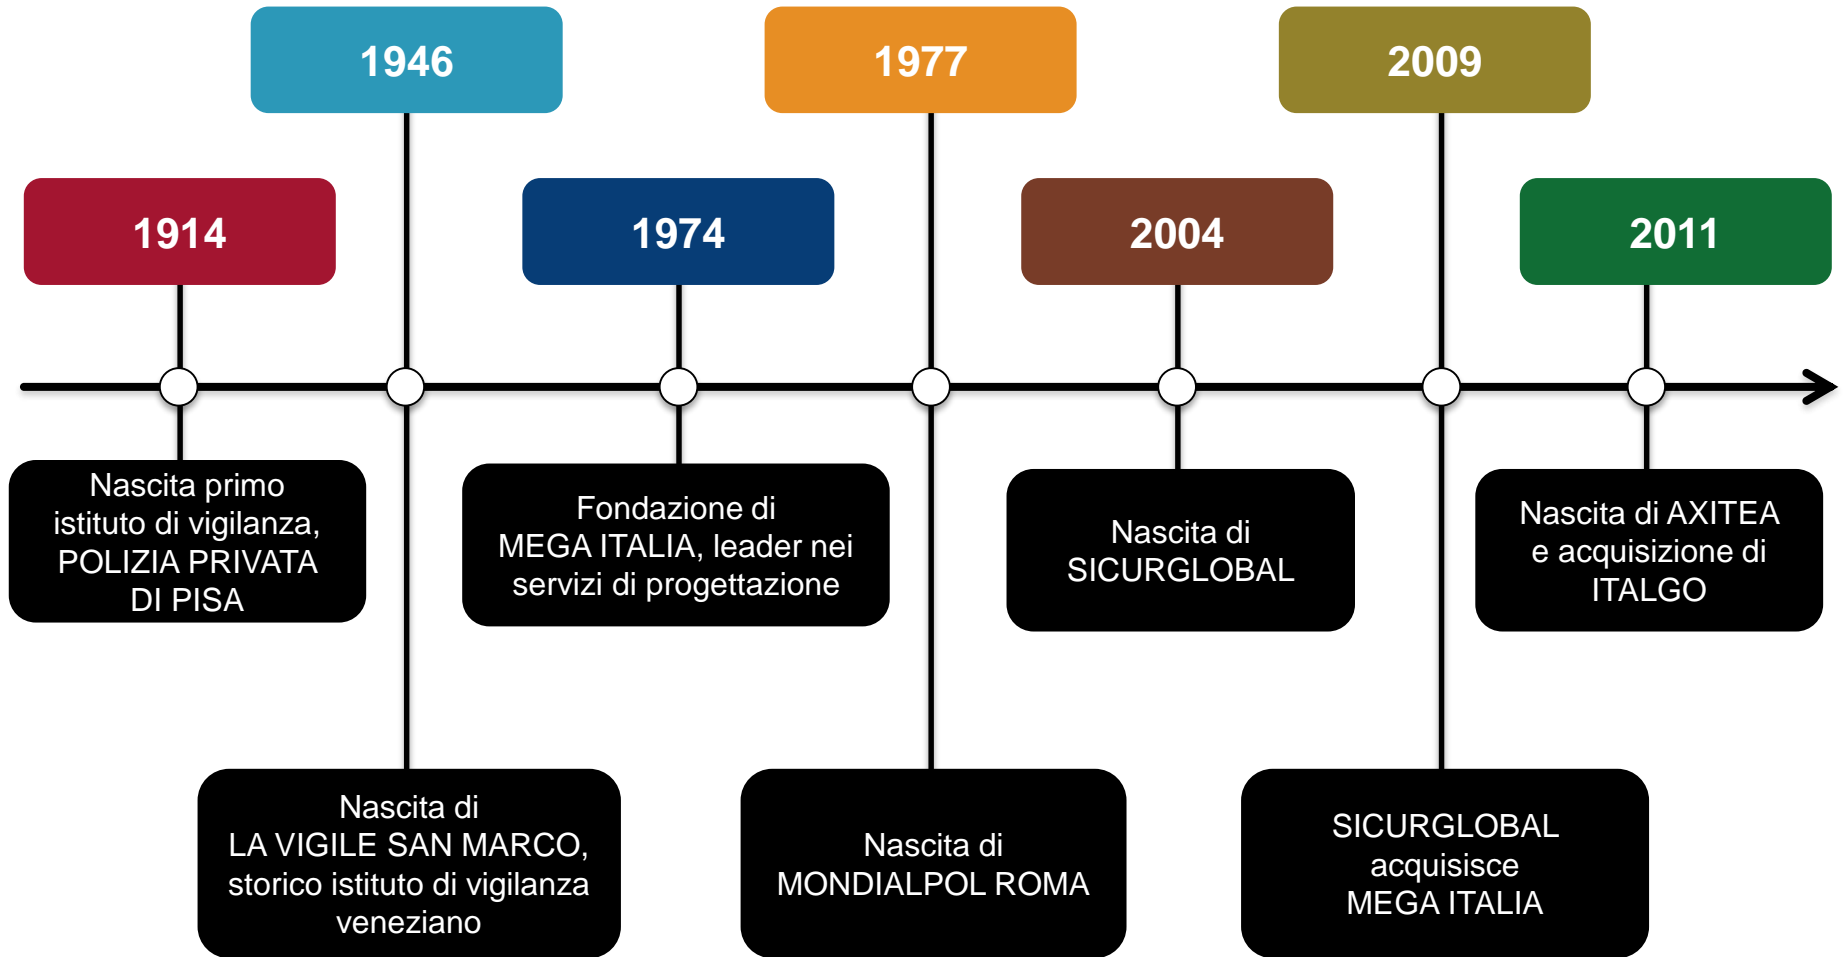 1946
1977
2009
1914
1974
2004
2011
Nascita primo
istituto di vigilanza,
POLIZIA PRIVATA
DI PISA
Fondazione di
MEGA ITALIA, leader nei
servizi di progettazione
Nascita di
SICURGLOBAL
Nascita di AXITEA
e acquisizione di
ITALGO
Nascita di
LA VIGILE SAN MARCO,
storico istituto di vigilanza
veneziano
Nascita di
MONDIALPOL ROMA
SICURGLOBAL
acquisisce
MEGA ITALIA